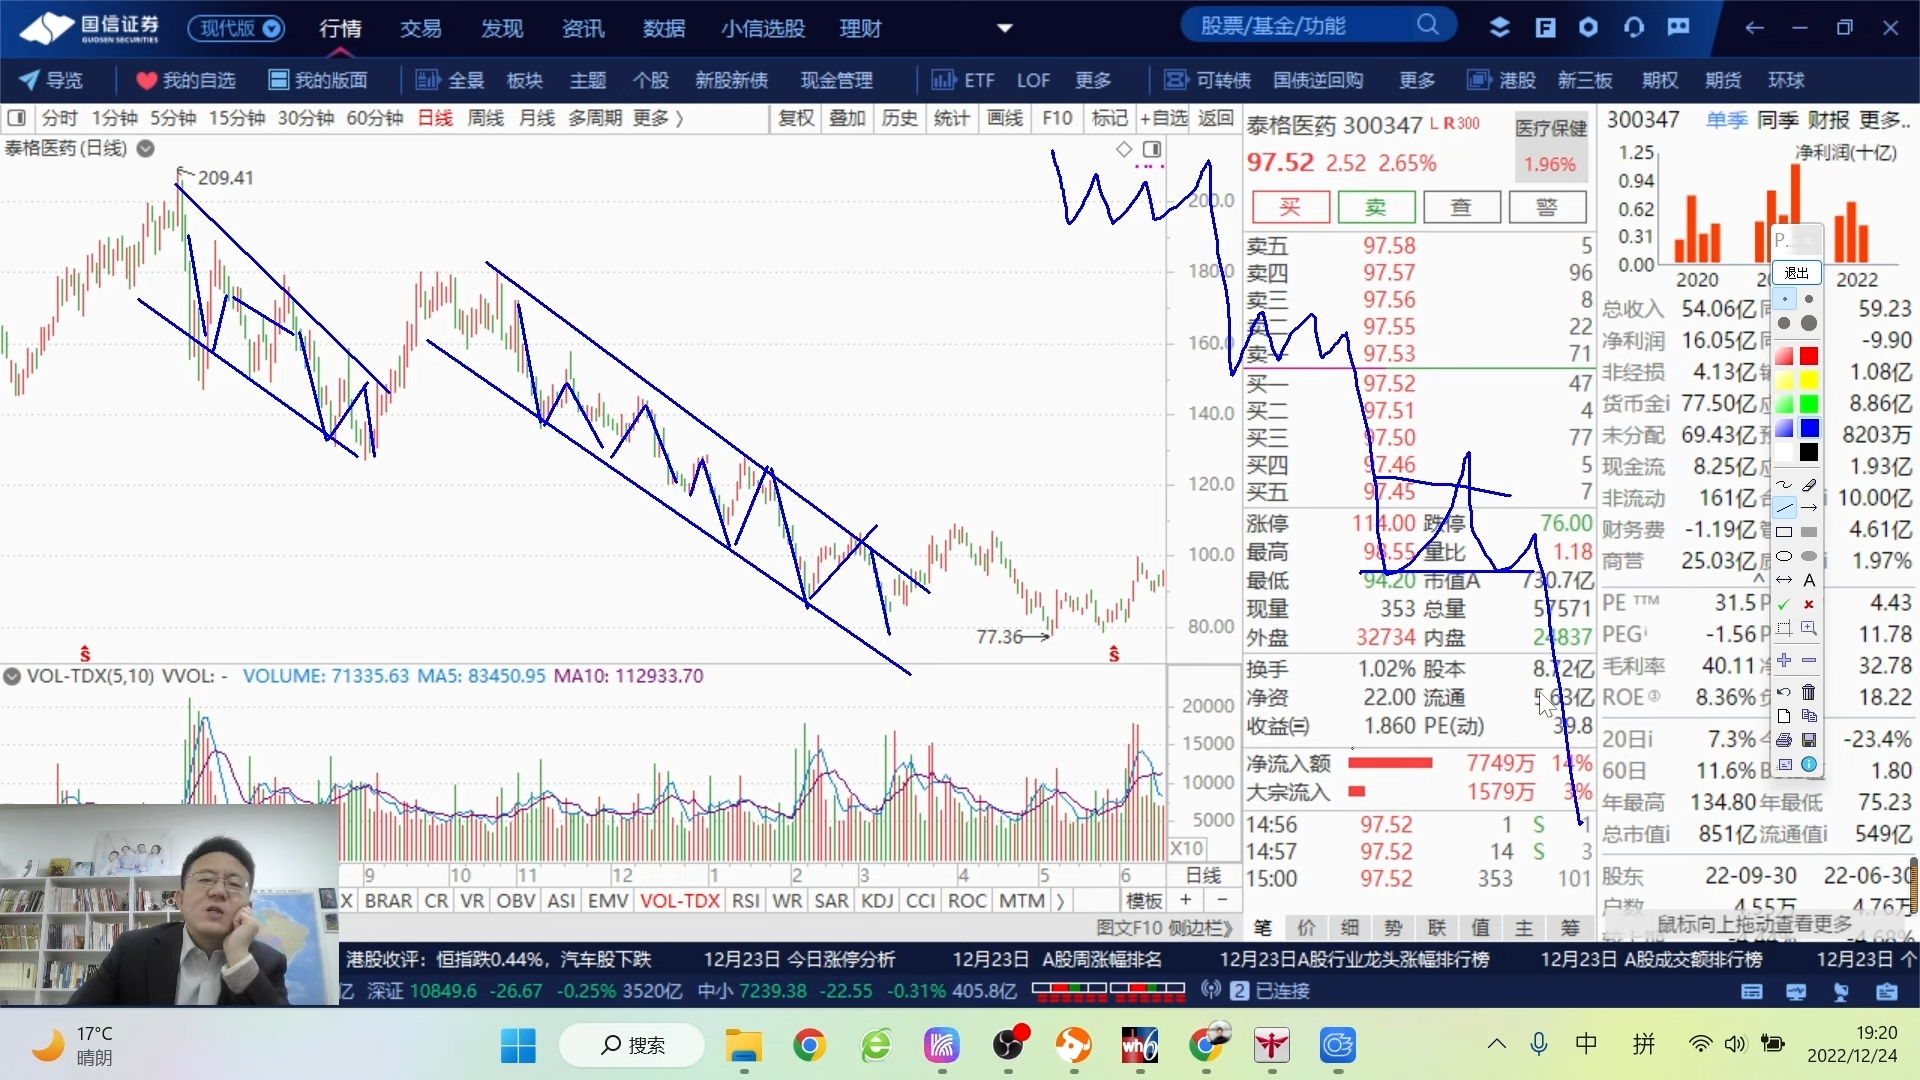 国信证券 现代版 行情 交易 发现 资讯 数据 小信选股 理财 股票/基金/功能
GUOSEN SECURITIES
导览 我的自选 我的版面 全景 板块 主题 个股 新股新债 现金管理 ETF LOF 更多 可转债 国债逆回购 更多 港股 新三板 期权 期货 环球
分时 1分钟 5分钟 15分钟 30分钟 60分钟 日线 周线 月线 多周期 更多 〉 复权 叠加 历史 统计 画线 F10 标记 +自选 返回
泰格医药(日线)
209.41
77.36
200.0
180.0
160.0
140.0
120.0
100.0
80.00
VOL-TDX(5,10) VVOL: - VOLUME: 71335.63 MA5: 83450.95 MA10: 112933.70
20000
15000
10000
5000
X10
9 10 11 12 1 2 3 4 5 6 日线
X BRAR CR VR OBV ASI EMV VOL-TDX RSI WR SAR KDJ CCI ROC MTM 〉 模板 + -
图文F10 侧边栏》
泰格医药 300347 L R300
97.52 2.52 2.65%
医疗保健
1.96%
买 卖 查 警
卖五 97.58 5
卖四 97.57 96
卖三 97.56 8
卖二 97.55 22
卖一 97.53 71
买一 97.52 47
买二 97.51 4
买三 97.50 77
买四 97.46 5
买五 97.45 7
涨停 114.00 跌停 76.00
最高 98.55 量比 1.18
最低 94.20 市值A 730.7亿
现量 353 总量 57571
外盘 32734 内盘 24837
换手 1.02% 股本 8.72亿
净资 22.00 流通 5.63亿
收益㈢ 1.860 PE(动) 39.8
净流入额 7749万 14%
大宗流入 1579万 3%
14:56 97.52 1 S 1
14:57 97.52 14 S 3
15:00 97.52 353 101
笔 价 细 势 联 值 主 筹
300347 单季 同季 财报 更多..
净利润(十亿)
1.25
0.94
0.62
0.31
0.00
2020 2022
总收入 54.06亿 59.23
净利润 16.05亿 -9.90
非经损 4.13亿 1.08亿
货币金 77.50亿 8.86亿
未分配 69.43亿 8203万
现金流 8.25亿 1.93亿
非流动 161亿 10.00亿
财务费 -1.19亿 4.61亿
商誉 25.03亿 1.97%
PE TTM 31.5 4.43
PEG -1.56 11.78
毛利率 40.11 32.78
ROE 8.36% 18.22
20日 7.3% -23.4%
60日 11.6% 1.80
年最高 134.80 年最低 75.23
总市值 851亿 流通值 549亿
股东 22-09-30 22-06-30
户数 4.55万 4.76万
鼠标向上拖动查看更多
退出
A
港股收评：恒指跌0.44%，汽车股下跌 12月23日 今日涨停分析 12月23日 A股周涨幅排名 12月23日A股行业龙头涨幅排行榜 12月23日 A股成交额排行榜 12月23日 个
亿 深证 10849.6 -26.67 -0.25% 3520亿 中小 7239.38 -22.55 -0.31% 405.8亿 2 已连接
17°C
晴朗
搜索
wh6
中 拼
19:20
2022/12/24